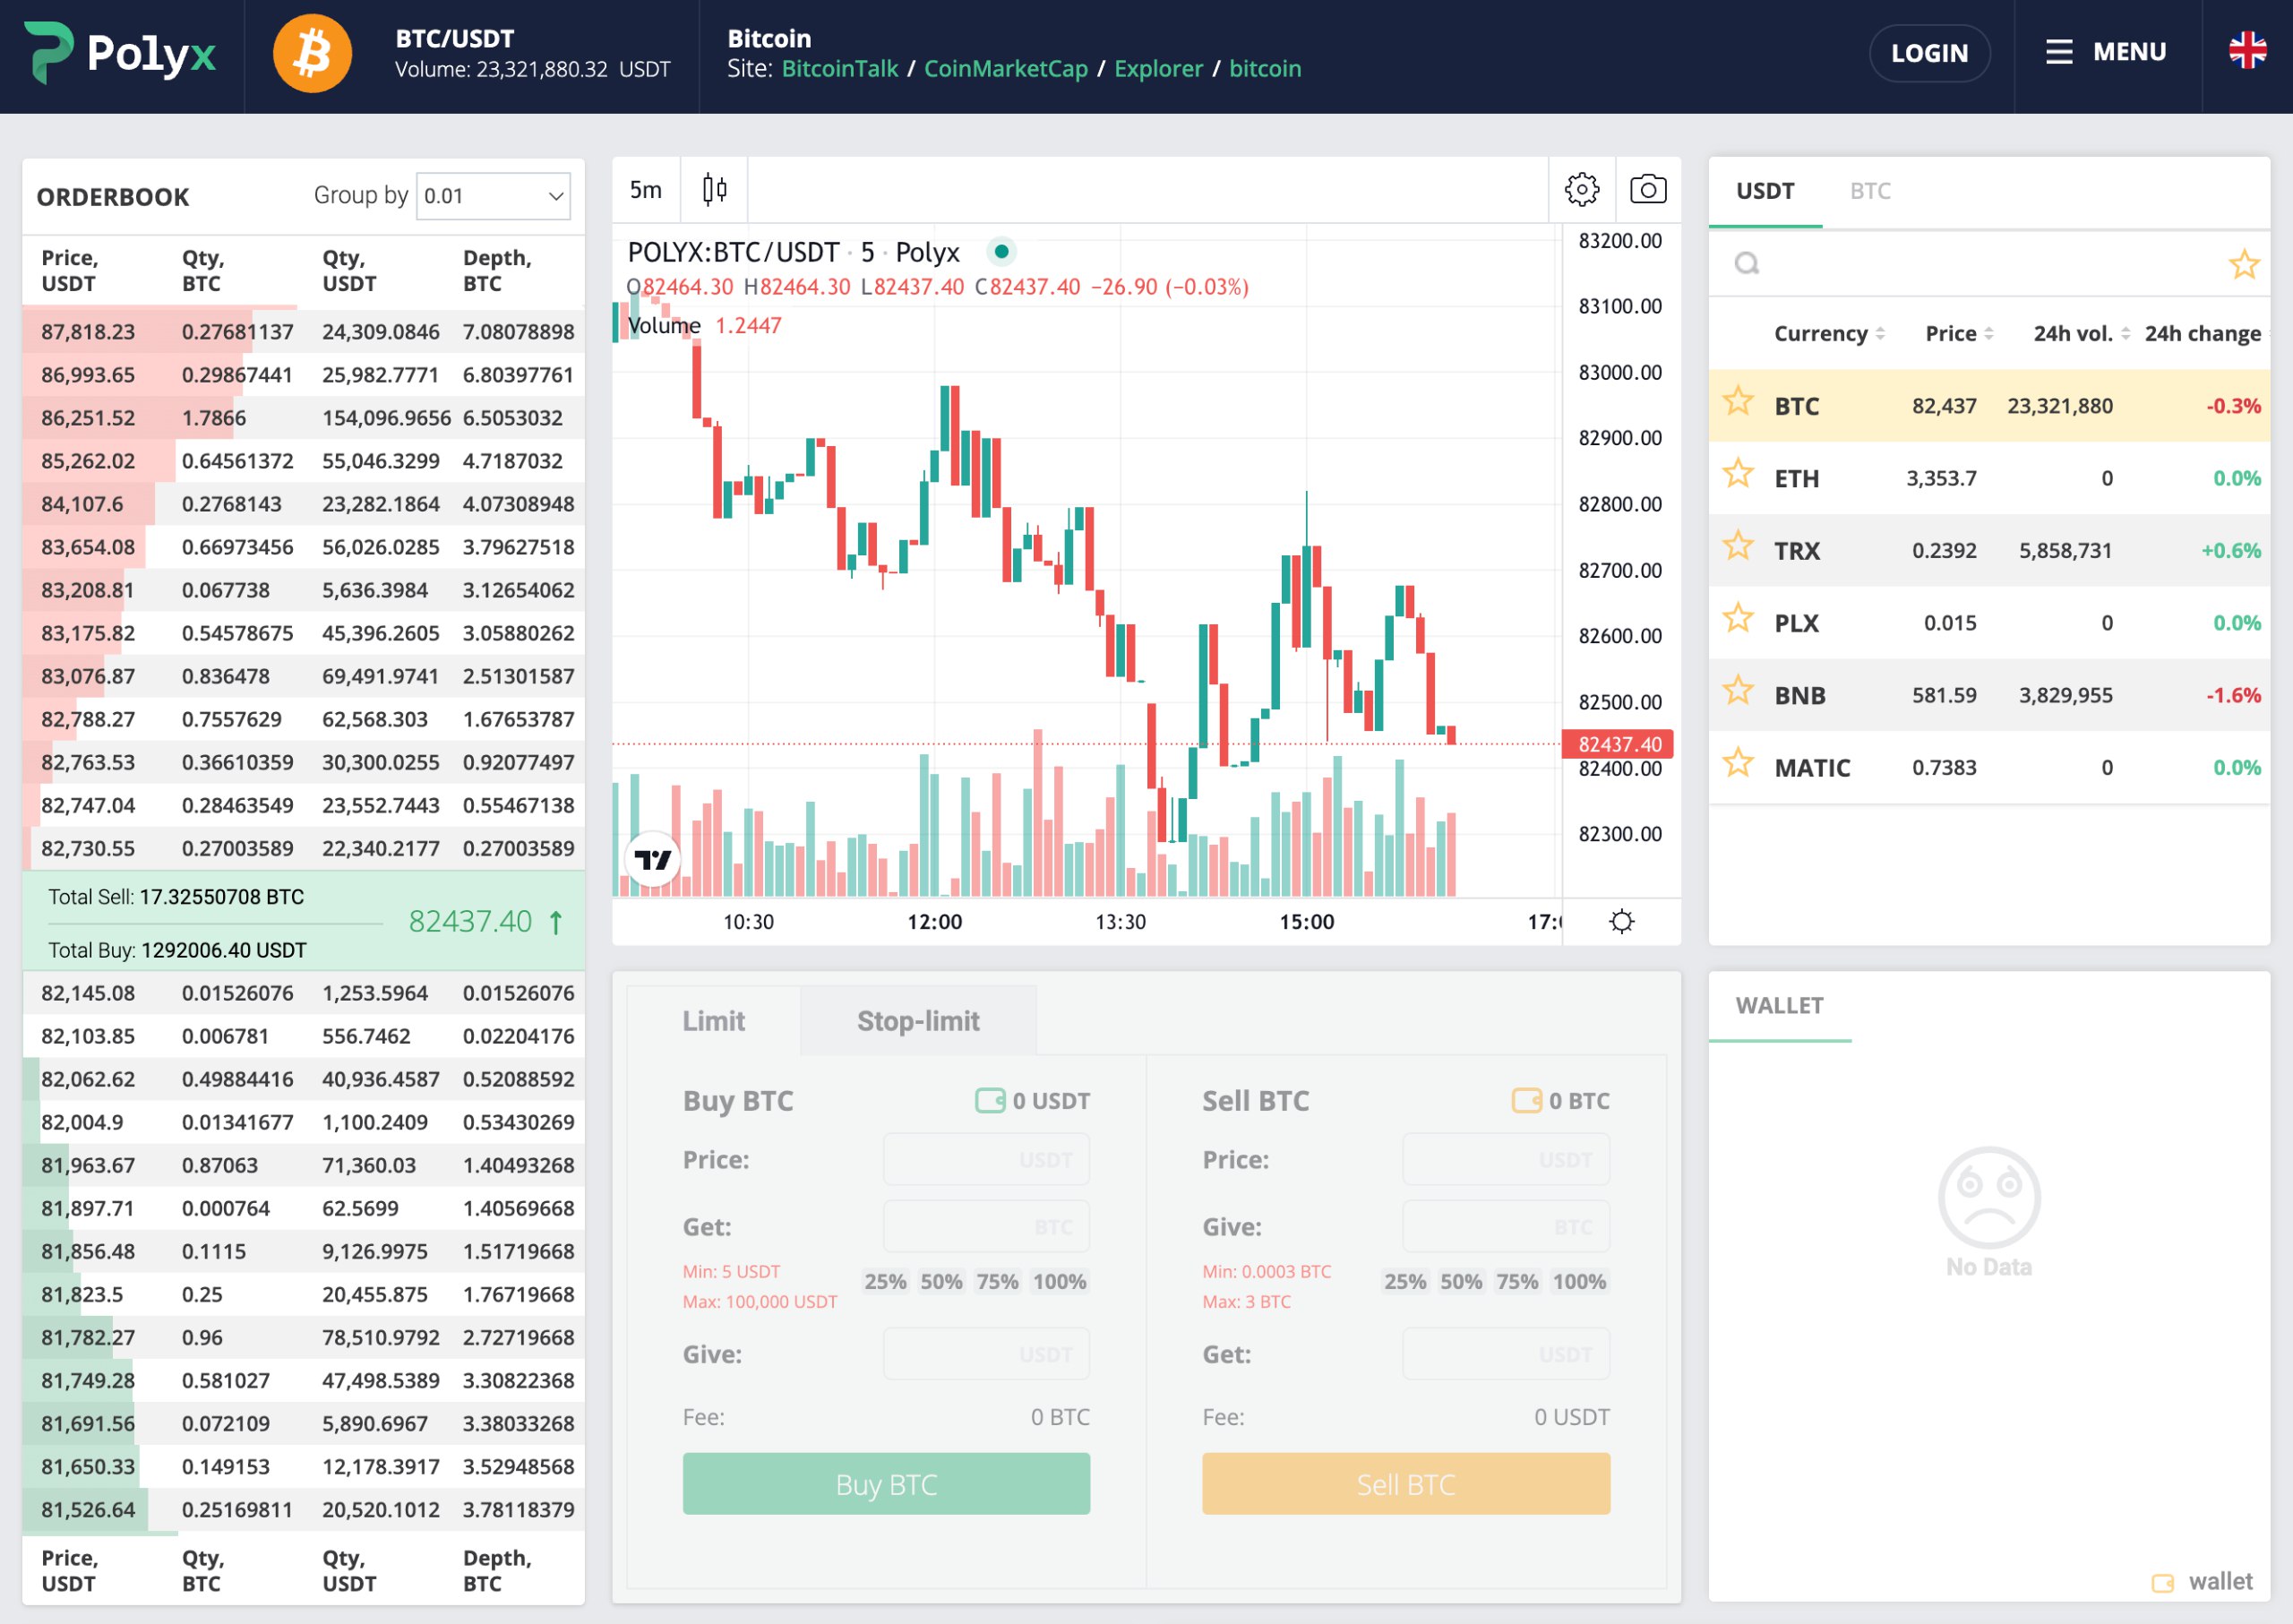 Polyx
BTC/USDT
Volume: 23,321,880.32 USDT
Bitcoin
Site: BitcoinTalk / CoinMarketCap / Explorer / bitcoin
LOGIN
MENU
ORDERBOOK
Group by 0.01
Price, USDT Qty, BTC Qty, USDT Depth, BTC
87,818.23 0.27681137 24,309.0846 7.08078898
86,993.65 0.29867441 25,982.7771 6.80397761
86,251.52 1.7866 154,096.9656 6.5053032
85,262.02 0.64561372 55,046.3299 4.7187032
84,107.6 0.2768143 23,282.1864 4.07308948
83,654.08 0.66973456 56,026.0285 3.79627518
83,208.81 0.067738 5,636.3984 3.12654062
83,175.82 0.54578675 45,396.2605 3.05880262
83,076.87 0.836478 69,491.9741 2.51301587
82,788.27 0.7557629 62,568.303 1.67653787
82,763.53 0.36610359 30,300.0255 0.92077497
82,747.04 0.28463549 23,552.7443 0.55467138
82,730.55 0.27003589 22,340.2177 0.27003589
Total Sell: 17.32550708 BTC
82437.40 ↑
Total Buy: 1292006.40 USDT
82,145.08 0.01526076 1,253.5964 0.01526076
82,103.85 0.006781 556.7462 0.02204176
82,062.62 0.49884416 40,936.4587 0.52088592
82,004.9 0.01341677 1,100.2409 0.53430269
81,963.67 0.87063 71,360.03 1.40493268
81,897.71 0.000764 62.5699 1.40569668
81,856.48 0.1115 9,126.9975 1.51719668
81,823.5 0.25 20,455.875 1.76719668
81,782.27 0.96 78,510.9792 2.72719668
81,749.28 0.581027 47,498.5389 3.30822368
81,691.56 0.072109 5,890.6967 3.38033268
81,650.33 0.149153 12,178.3917 3.52948568
81,526.64 0.25169811 20,520.1012 3.78118379
Price, USDT Qty, BTC Qty, USDT Depth, BTC
5m
POLYX:BTC/USDT · 5 · Polyx
O82464.30 H82464.30 L82437.40 C82437.40 −26.90 (−0.03%)
Volume 1.2447
83200.00
83100.00
83000.00
82900.00
82800.00
82700.00
82600.00
82500.00
82437.40
82400.00
82300.00
10:30 12:00 13:30 15:00 17:
Limit
Stop-limit
Buy BTC
0 USDT
Price:
USDT
Get:
BTC
Min: 5 USDT
Max: 100,000 USDT
25% 50% 75% 100%
Give:
USDT
Fee:
0 BTC
Buy BTC
Sell BTC
0 BTC
Price:
USDT
Give:
BTC
Min: 0.0003 BTC
Max: 3 BTC
25% 50% 75% 100%
Get:
USDT
Fee:
0 USDT
Sell BTC
USDT BTC
Currency Price 24h vol. 24h change
BTC 82,437 23,321,880 -0.3%
ETH 3,353.7 0 0.0%
TRX 0.2392 5,858,731 +0.6%
PLX 0.015 0 0.0%
BNB 581.59 3,829,955 -1.6%
MATIC 0.7383 0 0.0%
WALLET
No Data
wallet